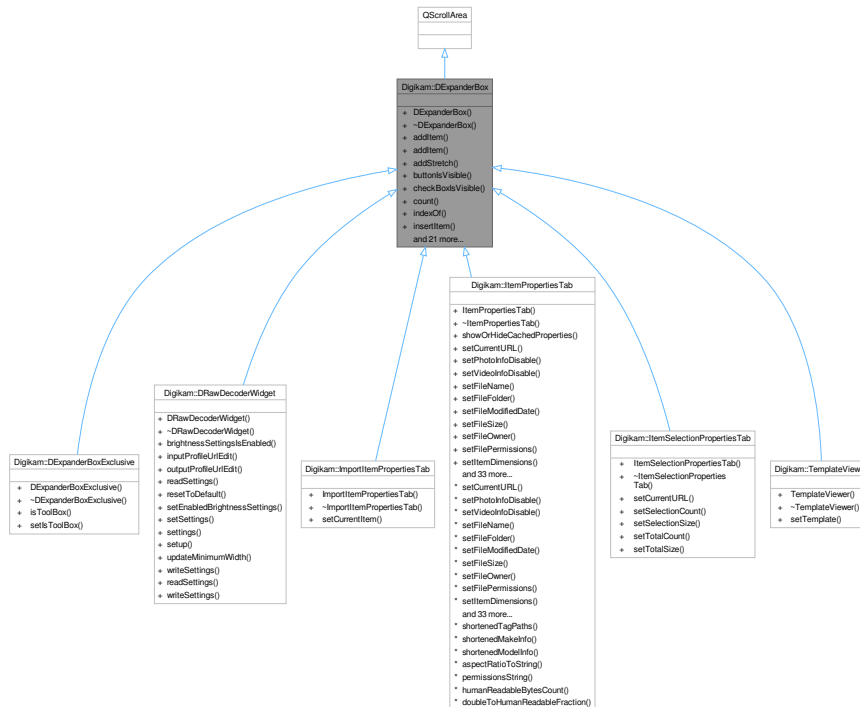 QScrollArea
Digikam::DExpanderBox
+ DExpanderBox()
+ ~DExpanderBox()
+ addItem()
+ addItem()
+ addStretch()
+ buttonIsVisible()
+ checkBoxIsVisible()
+ count()
+ indexOf()
+ insertItem()
and 21 more...
Digikam::DExpanderBoxExclusive
+ DExpanderBoxExclusive()
+ ~DExpanderBoxExclusive()
+ isToolBox()
+ setIsToolBox()
Digikam::DRawDecoderWidget
+ DRawDecoderWidget()
+ ~DRawDecoderWidget()
+ brightnessSettingsIsEnabled()
+ inputProfileUrlEdit()
+ outputProfileUrlEdit()
+ readSettings()
+ resetToDefault()
+ setEnabledBrightnessSettings()
+ setSettings()
+ settings()
+ setup()
+ updateMinimumWidth()
+ writeSettings()
+ readSettings()
+ writeSettings()
Digikam::ImportItemPropertiesTab
+ ImportItemPropertiesTab()
+ ~ImportItemPropertiesTab()
+ setCurrentItem()
Digikam::ItemPropertiesTab
+ ItemPropertiesTab()
+ ~ItemPropertiesTab()
+ showOrHideCachedProperties()
+ setCurrentURL()
+ setPhotoInfoDisable()
+ setVideoInfoDisable()
+ setFileName()
+ setFileFolder()
+ setFileModifiedDate()
+ setFileSize()
+ setFileOwner()
+ setFilePermissions()
+ setItemDimensions()
and 33 more...
* setCurrentURL()
* setPhotoInfoDisable()
* setVideoInfoDisable()
* setFileName()
* setFileFolder()
* setFileModifiedDate()
* setFileSize()
* setFileOwner()
* setFilePermissions()
* setItemDimensions()
and 33 more...
* shortenedTagPaths()
* shortenedMakeInfo()
* shortenedModelInfo()
* aspectRatioToString()
* permissionsString()
* humanReadableBytesCount()
* doubleToHumanReadableFraction()
Digikam::ItemSelectionPropertiesTab
+ ItemSelectionPropertiesTab()
+ ~ItemSelectionProperties
Tab()
+ setCurrentURL()
+ setSelectionCount()
+ setSelectionSize()
+ setTotalCount()
+ setTotalSize()
Digikam::TemplateViewer
+ TemplateViewer()
+ ~TemplateViewer()
+ setTemplate()